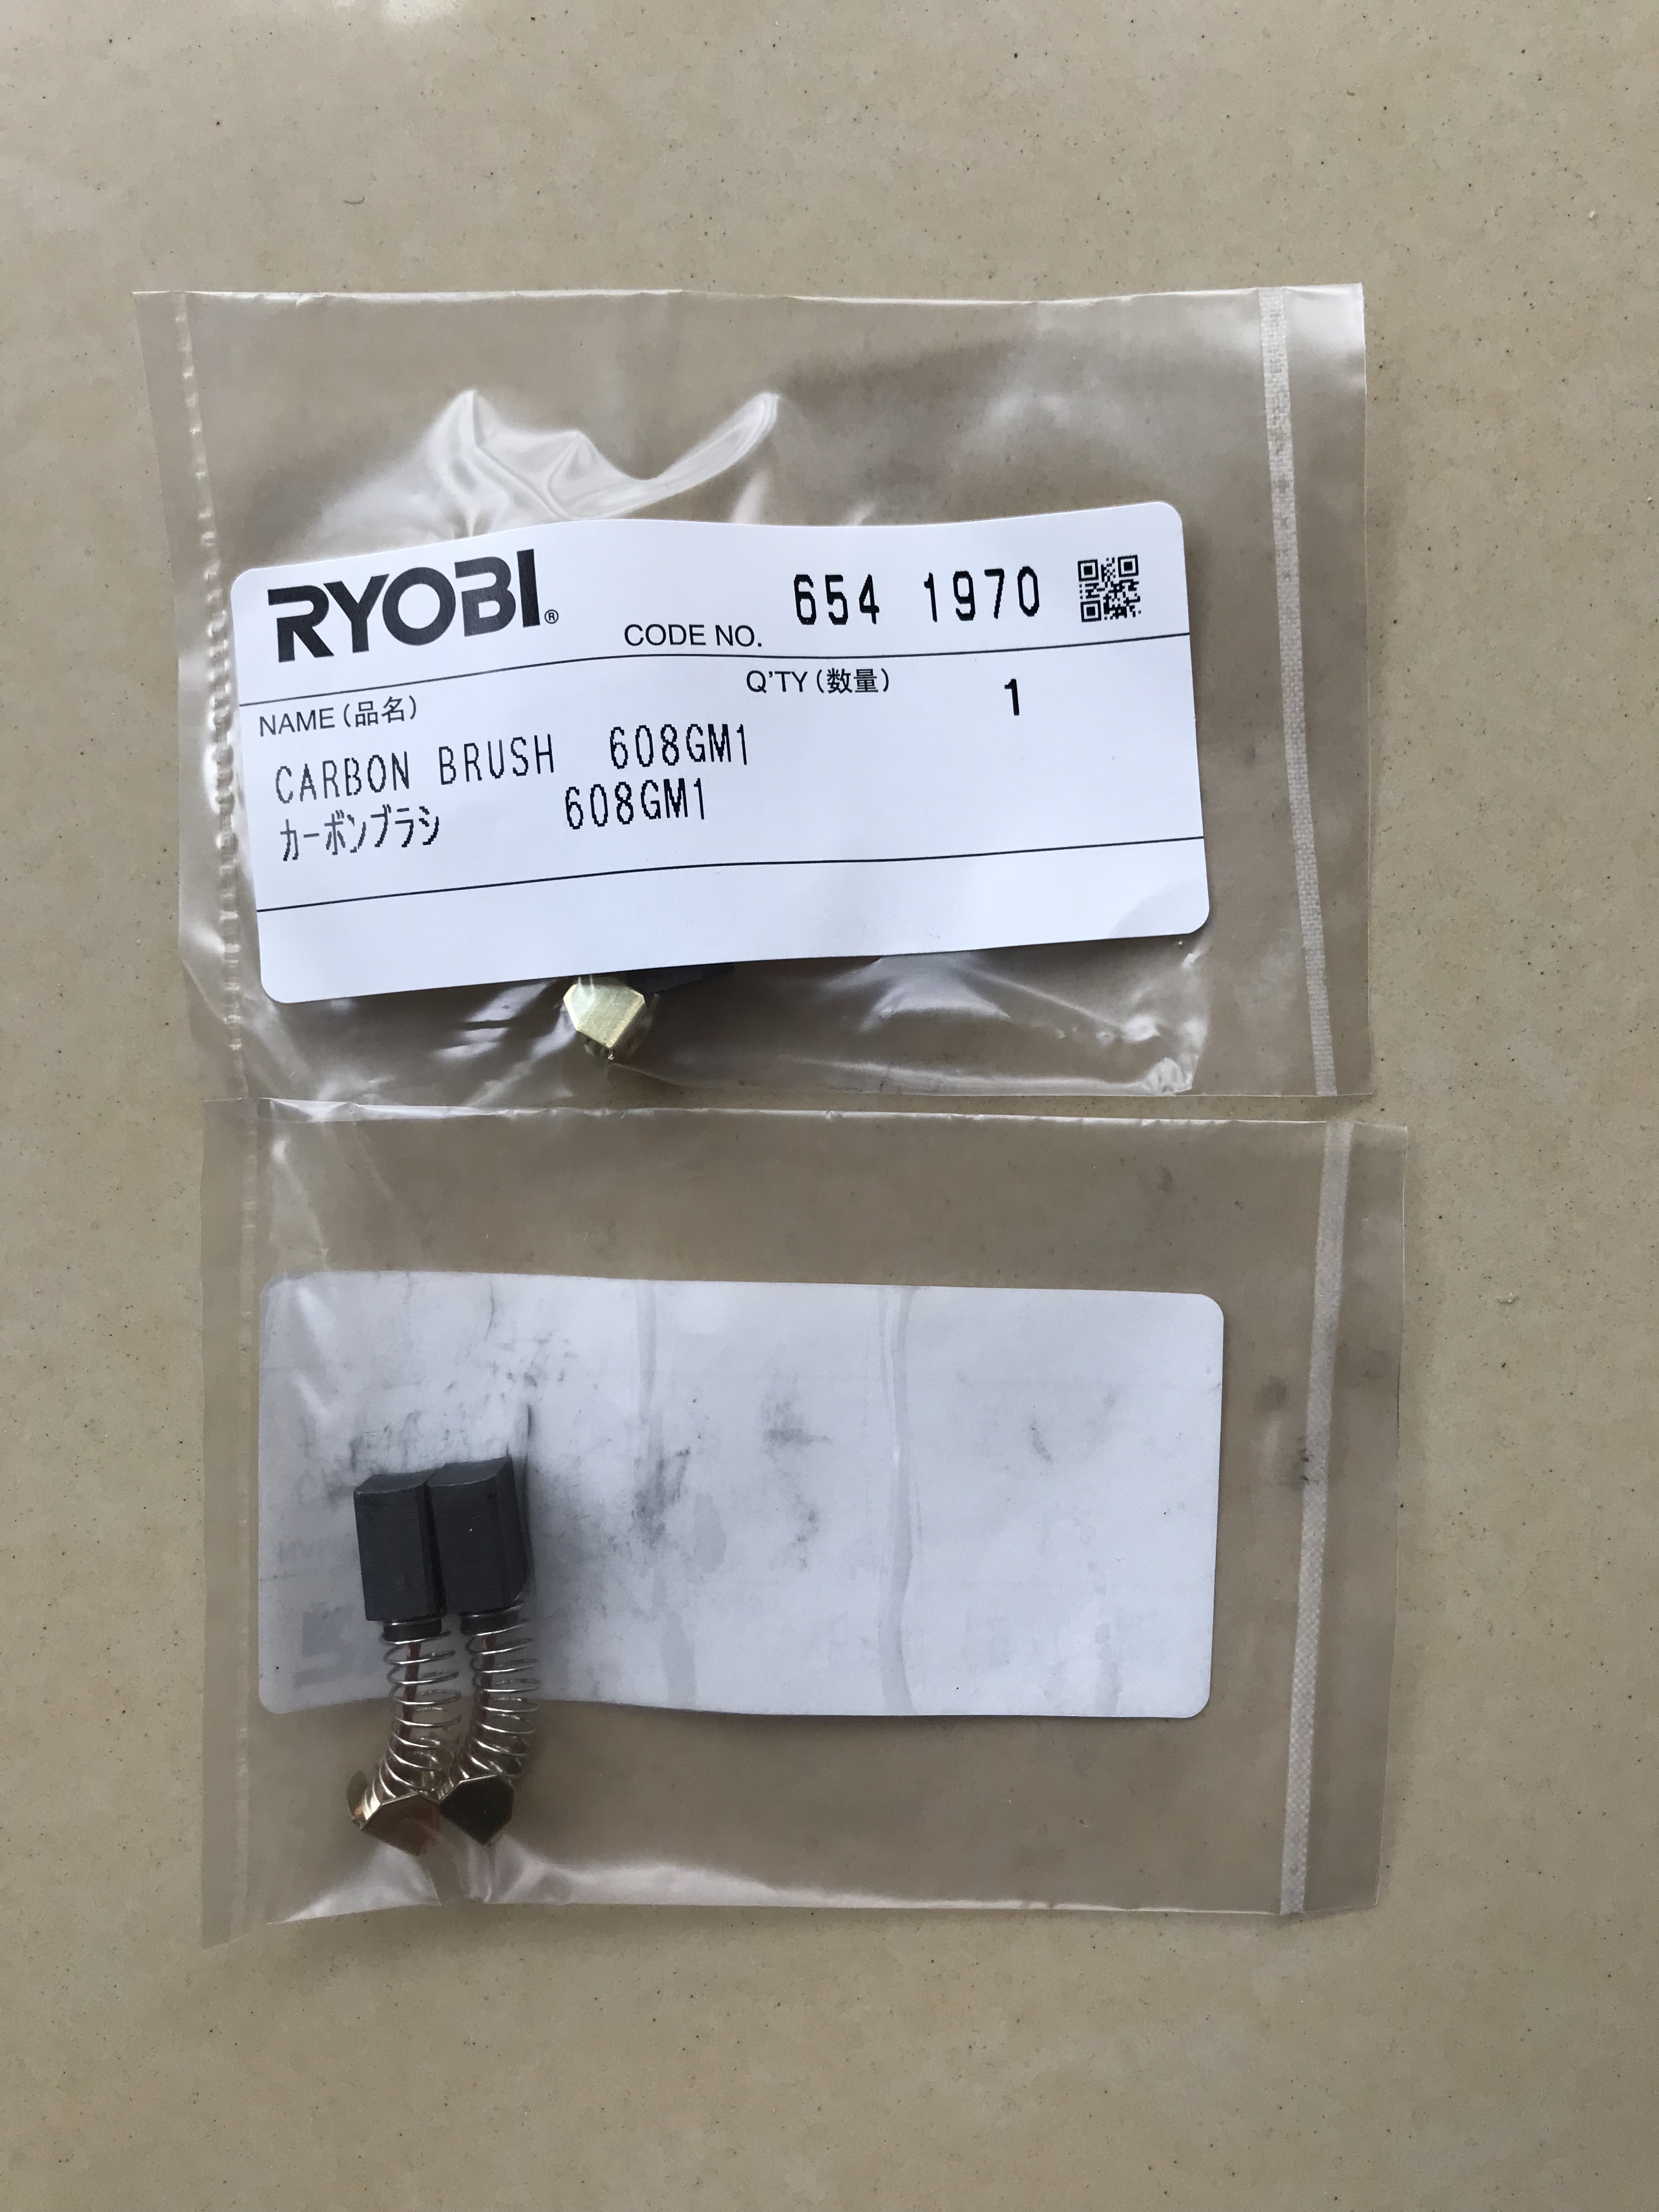 RYOBI®
CODE NO. 654 1970
Q'TY（数量） 1
NAME（品名）
CARBON BRUSH 608GM1
カーボンブラシ 608GM1